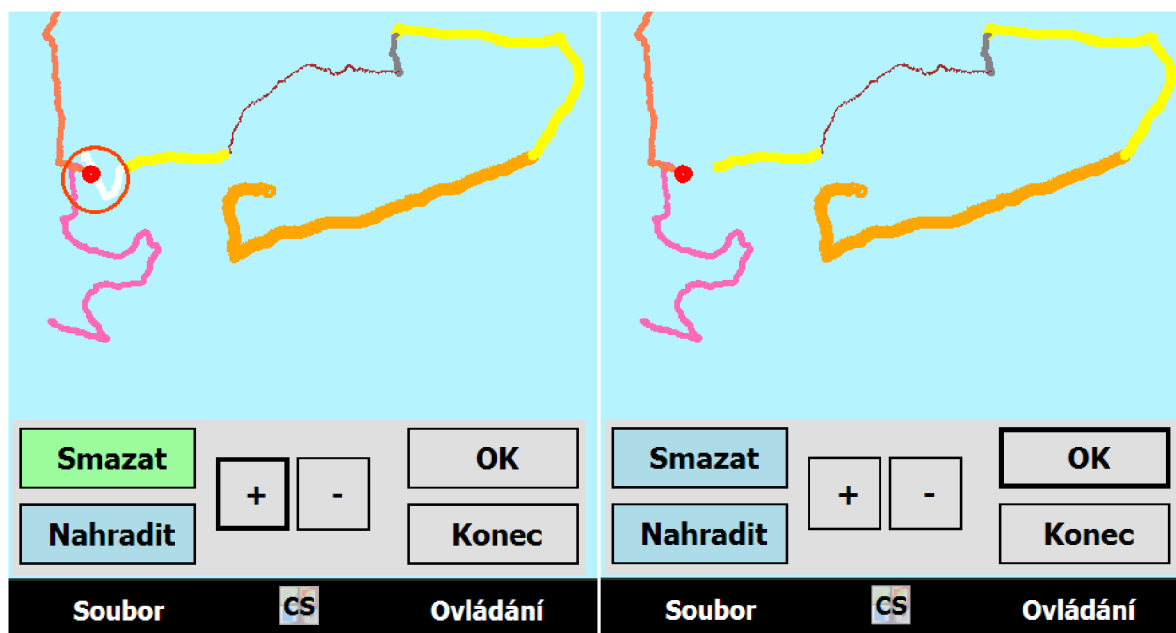 Smazat
+
-
OK
Nahradit
Konec
Soubor
CS
Ovládání
Smazat
+
-
OK
Nahradit
Konec
Soubor
CS
Ovládání